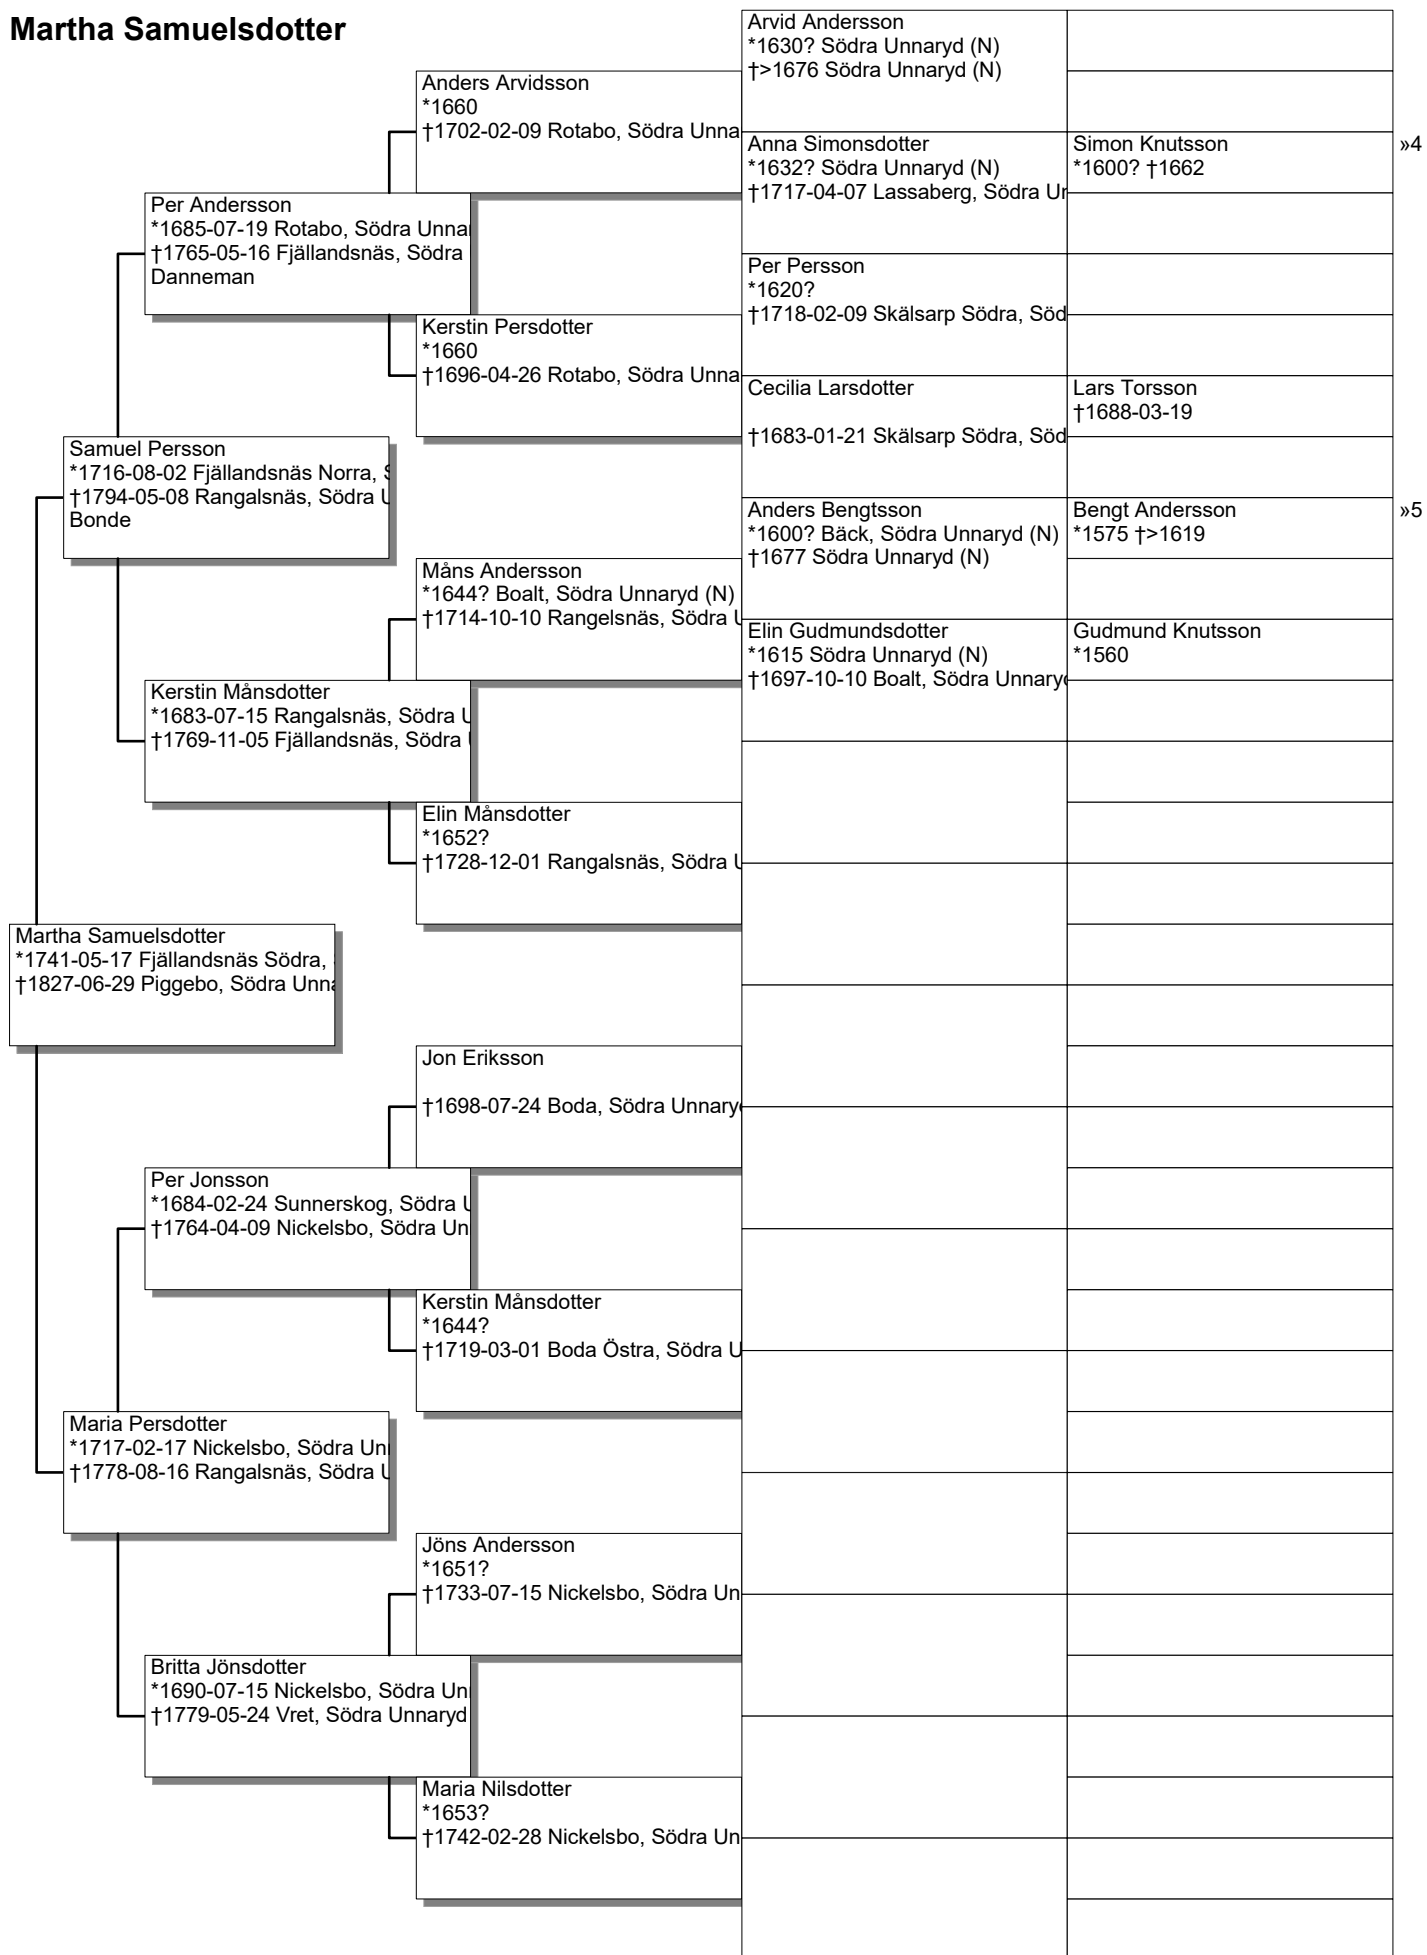 Martha Samuelsdotter
Arvid Andersson
*1630? Södra Unnaryd (N)
†>1676 Södra Unnaryd (N)
Anders Arvidsson
*1660
†1702-02-09 Rotabo, Södra Unna
Anna Simonsdotter
*1632? Södra Unnaryd (N)
†1717-04-07 Lassaberg, Södra Un
Simon Knutsson
*1600? †1662
»4
Per Andersson
*1685-07-19 Rotabo, Södra Unna
†1765-05-16 Fjällandsnäs, Södra
Danneman
Per Persson
*1620?
†1718-02-09 Skälsarp Södra, Söd
Kerstin Persdotter
*1660
†1696-04-26 Rotabo, Södra Unna
Cecilia Larsdotter
†1683-01-21 Skälsarp Södra, Söd
Lars Torsson
†1688-03-19
Samuel Persson
*1716-08-02 Fjällandsnäs Norra, S
†1794-05-08 Rangalsnäs, Södra U
Bonde
Anders Bengtsson
*1600? Bäck, Södra Unnaryd (N)
†1677 Södra Unnaryd (N)
Bengt Andersson
*1575 †>1619
»5
Måns Andersson
*1644? Boalt, Södra Unnaryd (N)
†1714-10-10 Rangelsnäs, Södra U
Elin Gudmundsdotter
*1615 Södra Unnaryd (N)
†1697-10-10 Boalt, Södra Unnaryd
Gudmund Knutsson
*1560
Kerstin Månsdotter
*1683-07-15 Rangalsnäs, Södra U
†1769-11-05 Fjällandsnäs, Södra
Elin Månsdotter
*1652?
†1728-12-01 Rangalsnäs, Södra U
Martha Samuelsdotter
*1741-05-17 Fjällandsnäs Södra,
†1827-06-29 Piggebo, Södra Unna
Jon Eriksson
†1698-07-24 Boda, Södra Unnaryd
Per Jonsson
*1684-02-24 Sunnerskog, Södra U
†1764-04-09 Nickelsbo, Södra Un
Kerstin Månsdotter
*1644?
†1719-03-01 Boda Östra, Södra U
Maria Persdotter
*1717-02-17 Nickelsbo, Södra Unn
†1778-08-16 Rangalsnäs, Södra U
Jöns Andersson
*1651?
†1733-07-15 Nickelsbo, Södra Un
Britta Jönsdotter
*1690-07-15 Nickelsbo, Södra Unn
†1779-05-24 Vret, Södra Unnaryd
Maria Nilsdotter
*1653?
†1742-02-28 Nickelsbo, Södra Un